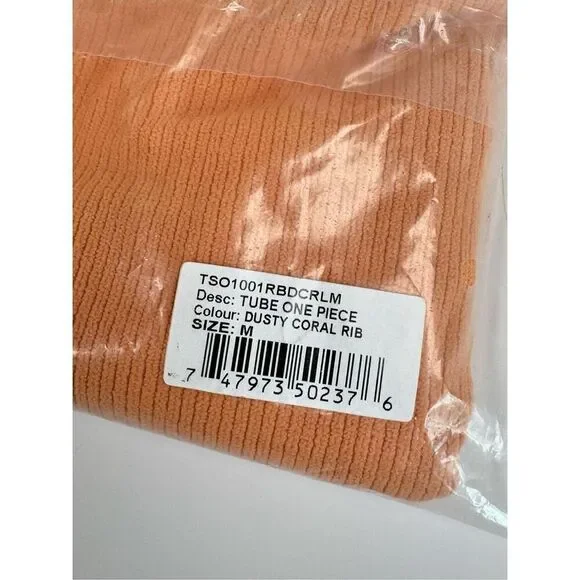 TSO1001RBDCRLM
Desc: TUBE ONE PIECE
Colour: DUSTY CORAL RIB
SIZE: M
7 47973 50237 6